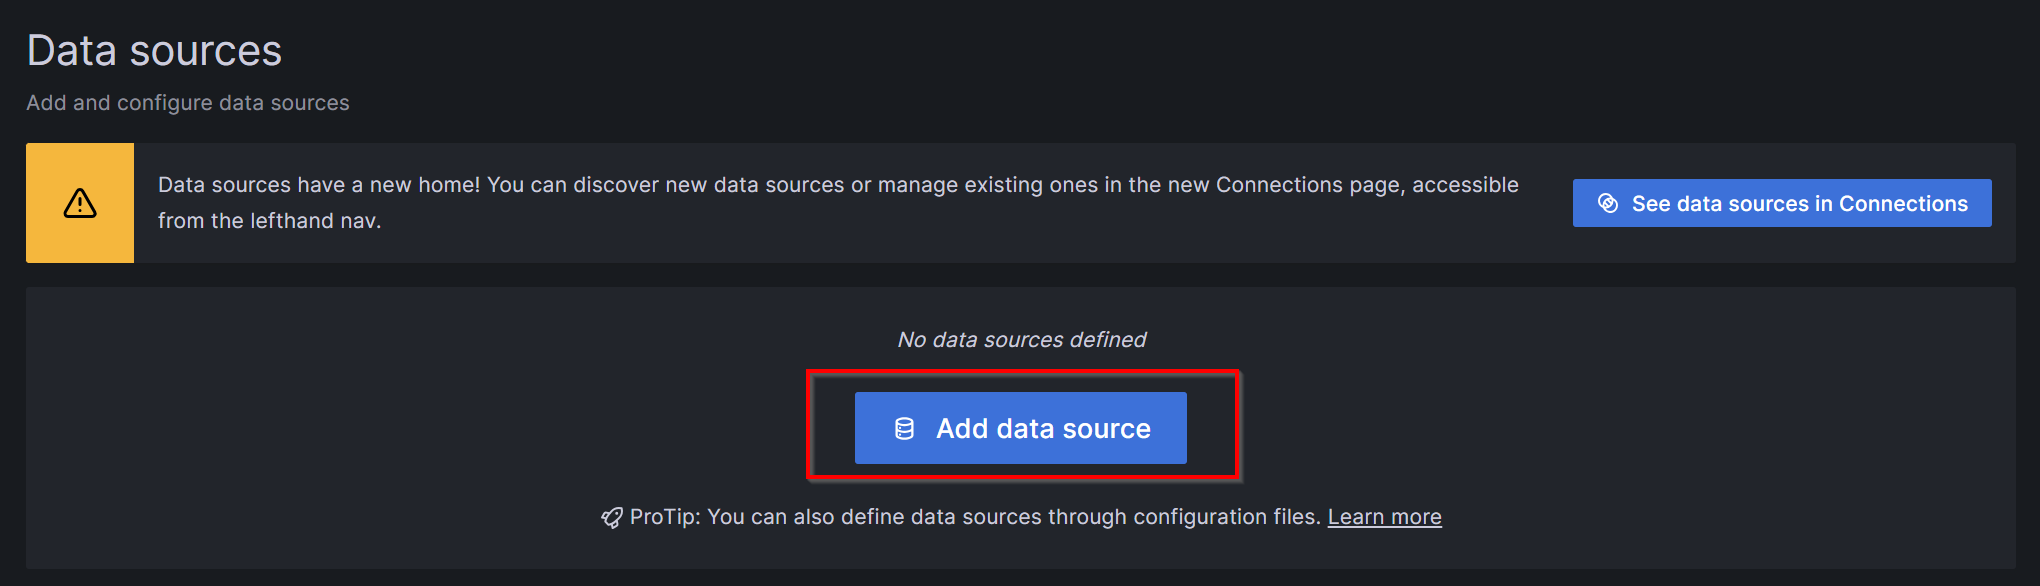 Data sources
Add and configure data sources
Data sources have a new home! You can discover new data sources or manage existing ones in the new Connections page, accessible
from the lefthand nav.
See data sources in Connections
No data sources defined
Add data source
ProTip: You can also define data sources through configuration files. Learn more